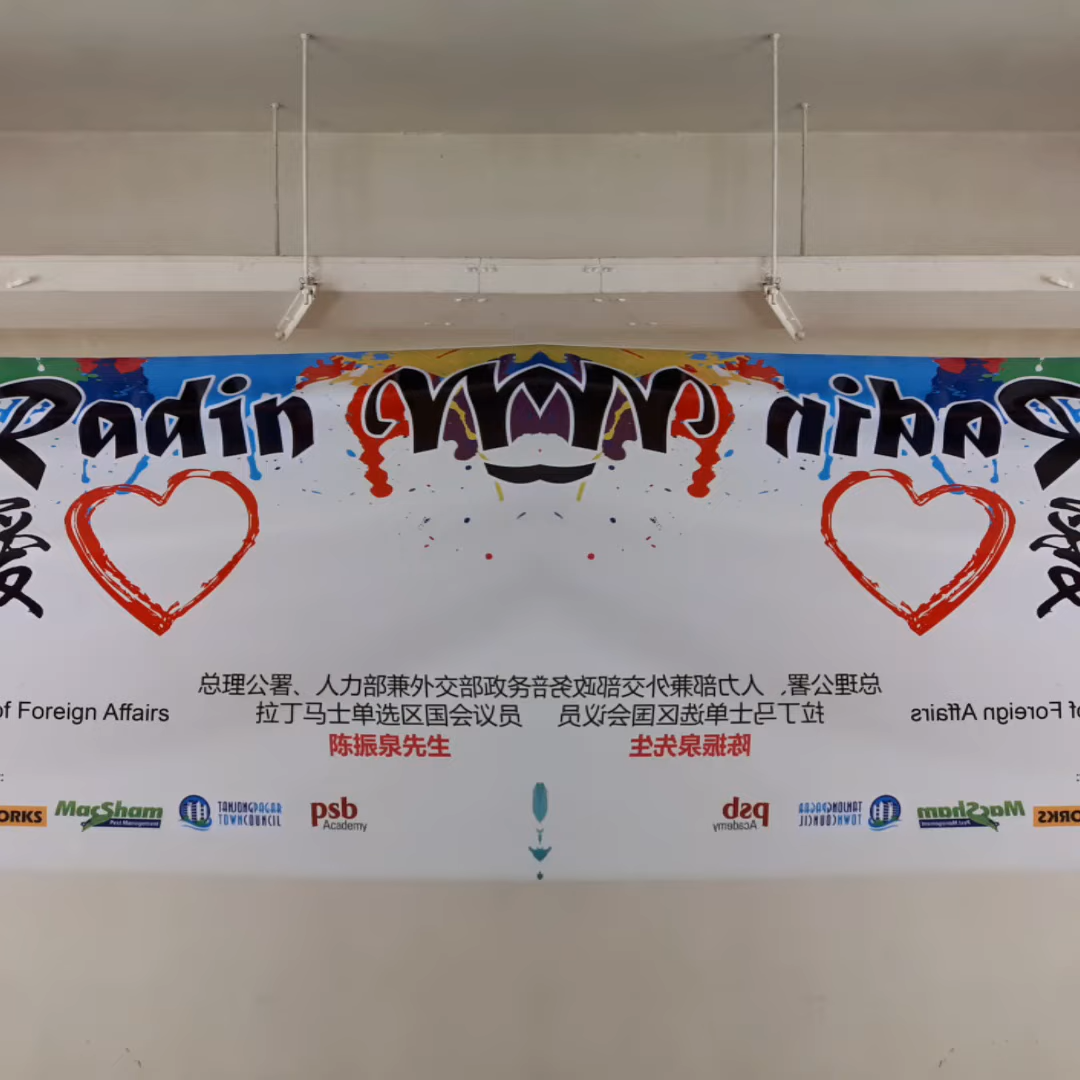 Radin
爱
总理公署、人力部兼外交部政务部
of Foreign Affairs
拉丁马士单选区国会议员
陈振泉先生
ORKS
MacSham
Pest Management
TANJONG PAGAR
TOWN COUNCIL
psb
Academy